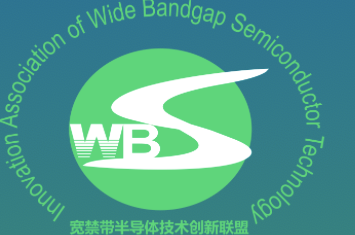 Innovation Association of Wide Bandgap Semiconductor Technology
WBS
宽禁带半导体技术创新联盟